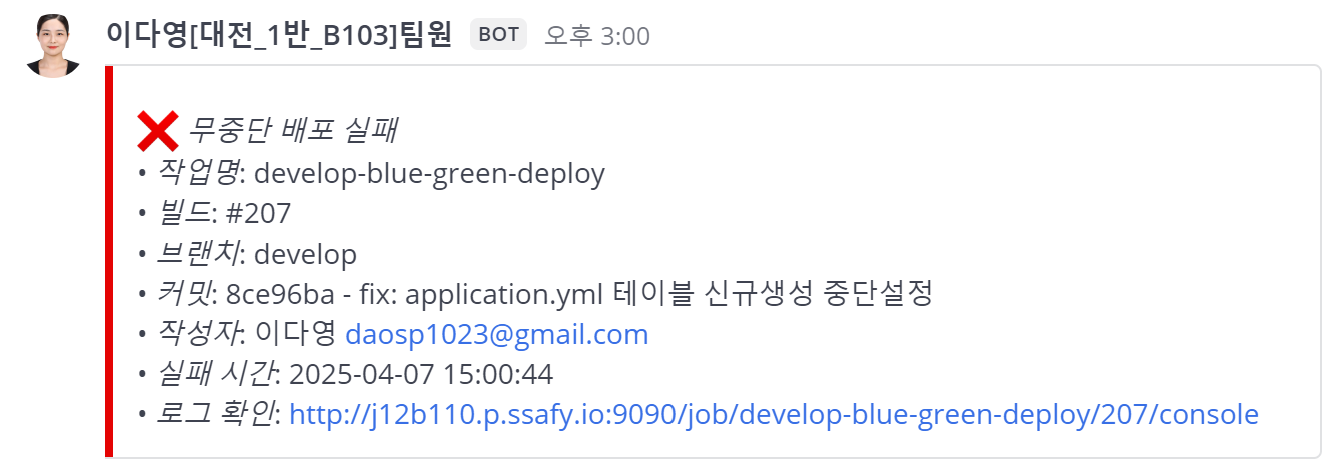 이다영[대전_1반_B103]팀원 BOT 오후 3:00
❌ 무중단 배포 실패
• 작업명: develop-blue-green-deploy
• 빌드: #207
• 브랜치: develop
• 커밋: 8ce96ba - fix: application.yml 테이블 신규생성 중단설정
• 작성자: 이다영 daosp1023@gmail.com
• 실패 시간: 2025-04-07 15:00:44
• 로그 확인: http://j12b110.p.ssafy.io:9090/job/develop-blue-green-deploy/207/console